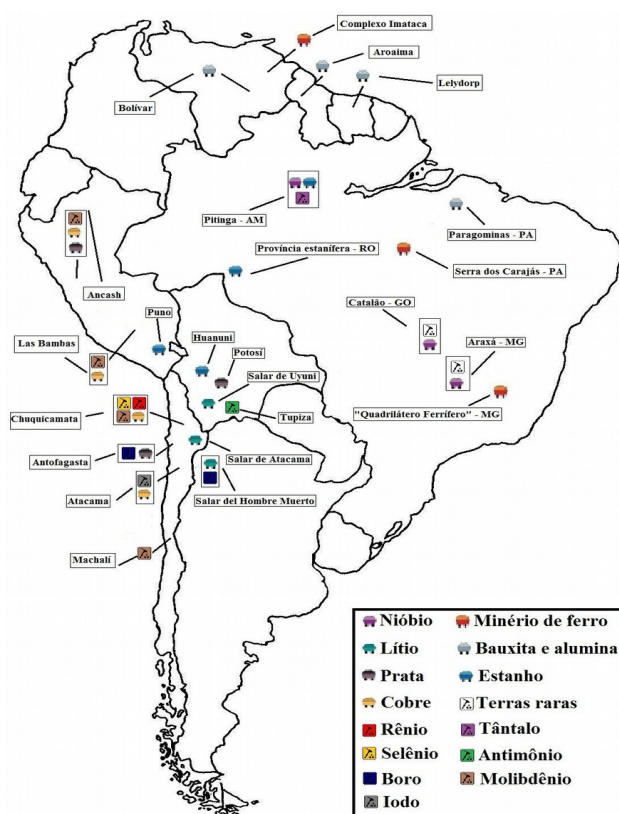 Complexo Imataca
Aroaima
Lelydorp
Bolívar
Pitinga - AM
Paragominas - PA
Província estanífera - RO
Serra dos Carajás - PA
Ancash
Catalão - GO
Puno
Huanuni
Las Bambas
Potosí
Araxá - MG
Salar de Uyuni
Chuquicamata
Tupiza
"Quadrilátero Ferrífero" - MG
Antofagasta
Salar de Atacama
Atacama
Salar del Hombre Muerto
Machalí
Nióbio
Minério de ferro
Lítio
Bauxita e alumina
Prata
Estanho
Cobre
Terras raras
Rênio
Tântalo
Selênio
Antimônio
Boro
Molibdênio
Iodo